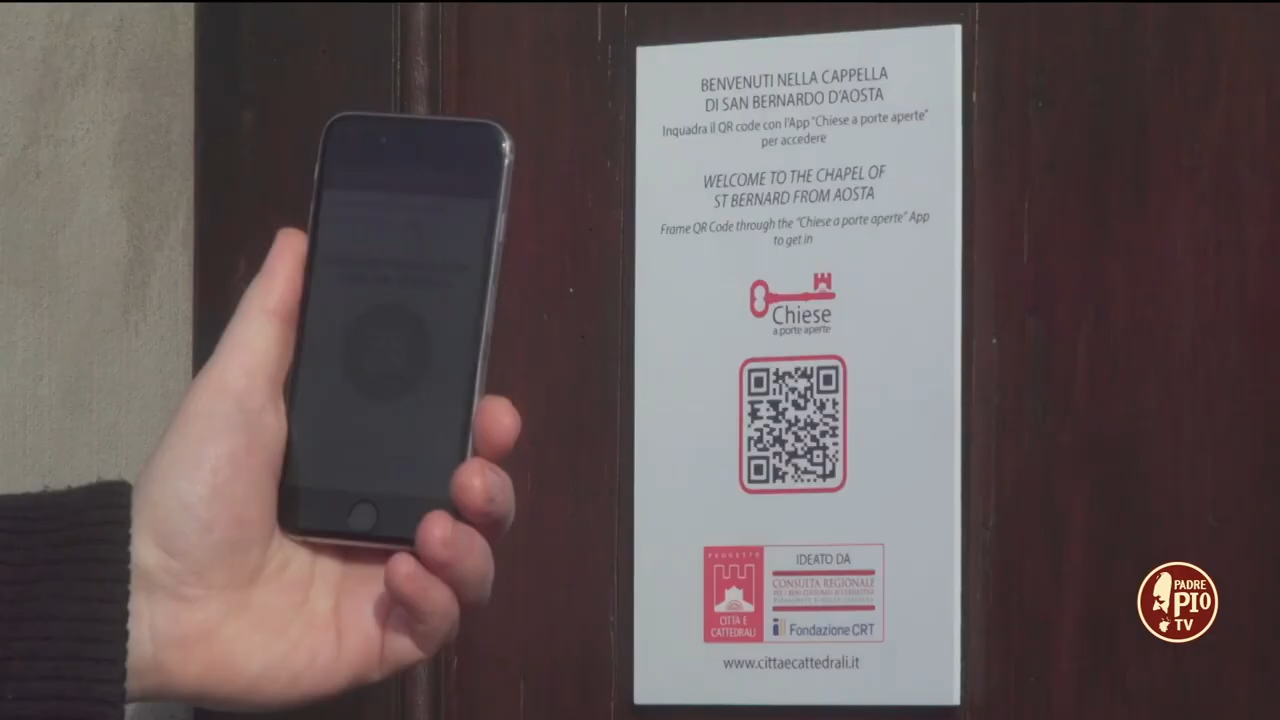 BENVENUTI NELLA CAPPELLA
DI SAN BERNARDO D'AOSTA
Inquadra il QR code con l'App "Chiese a porte aperte"
per accedere
WELCOME TO THE CHAPEL OF
ST BERNARD FROM AOSTA
Frame QR Code through the "Chiese a porte aperte" App
to get in
Chiese
a porte aperte
PROGETTO
CITTÀ E
CATTEDRALI
IDEATO DA
CONSULTA REGIONALE
Fondazione CRT
www.cittaecattedrali.it
PADRE
PIO
TV